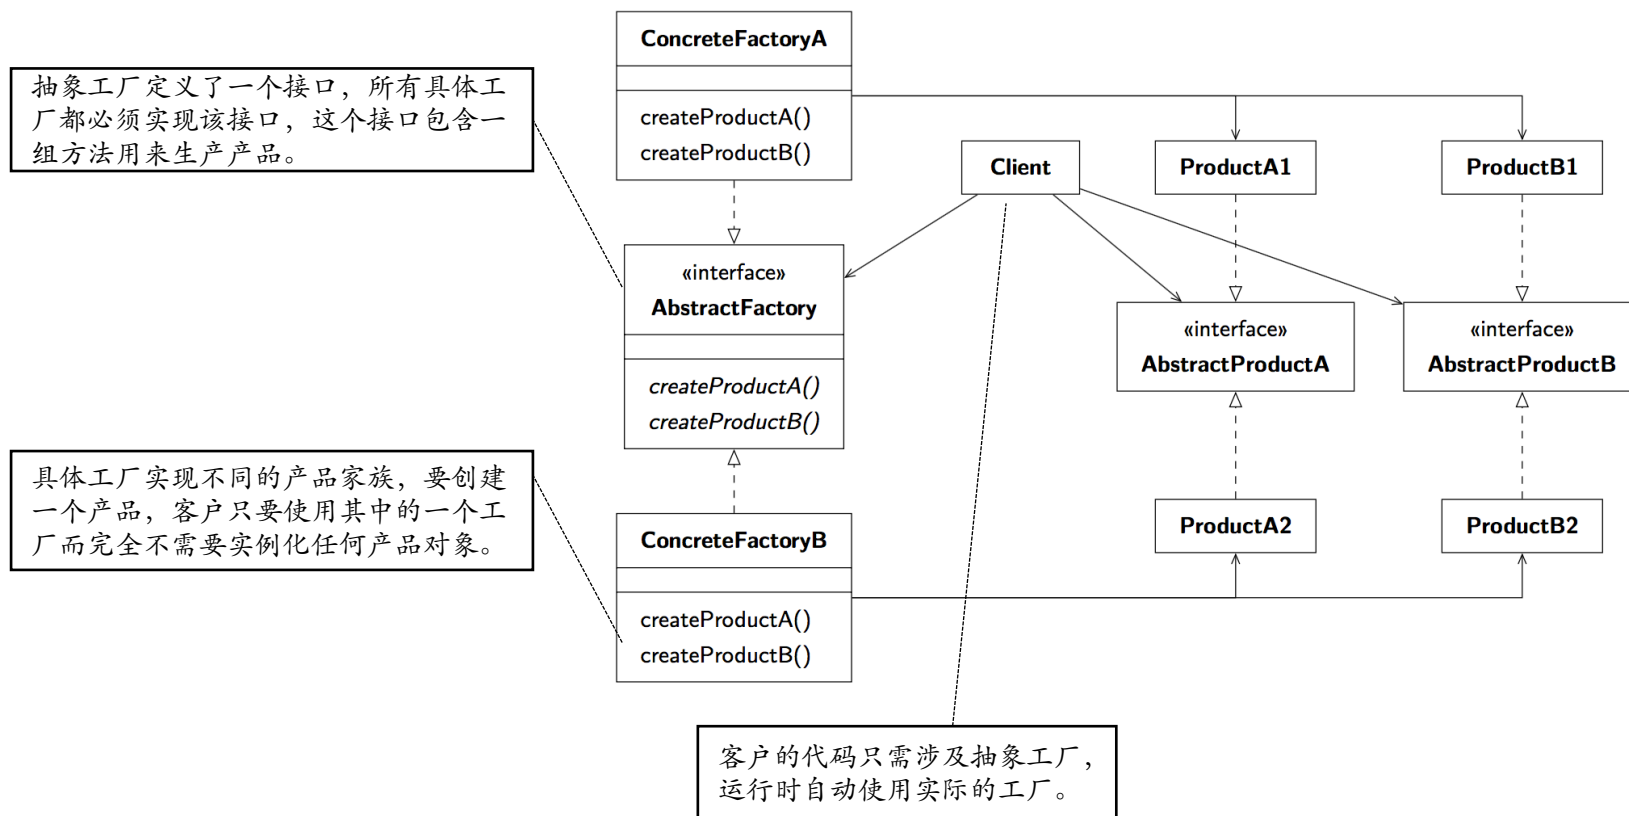 ConcreteFactoryA
createProductA()
createProductB()
抽象工厂定义了一个接口，所有具体工
厂都必须实现该接口，这个接口包含一
组方法用来生产产品。
Client
ProductA1
ProductB1
«interface»
AbstractFactory
createProductA()
createProductB()
«interface»
AbstractProductA
«interface»
AbstractProductB
具体工厂实现不同的产品家族，要创建
一个产品，客户只要使用其中的一个工
厂而完全不需要实例化任何产品对象。
ConcreteFactoryB
createProductA()
createProductB()
ProductA2
ProductB2
客户的代码只需涉及抽象工厂，
运行时自动使用实际的工厂。